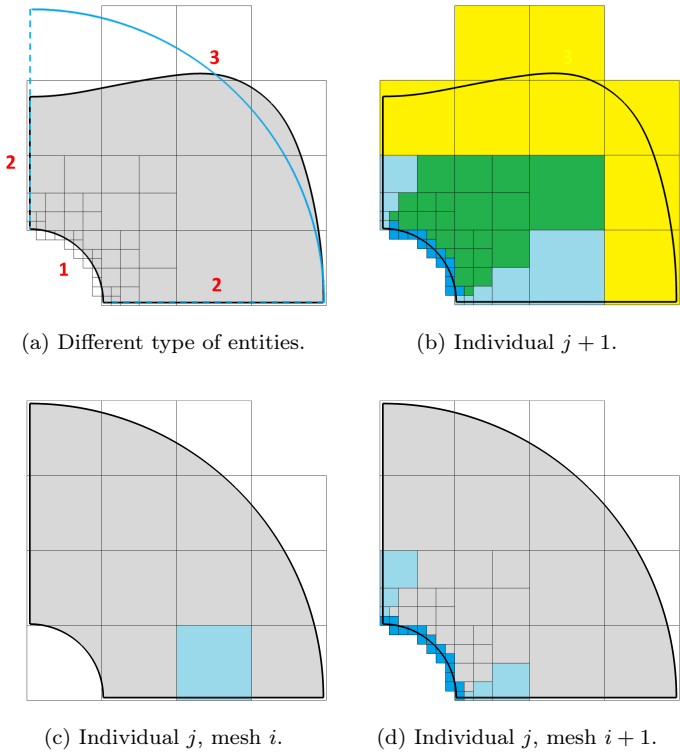 3
3
2
1
2
(a) Different type of entities.
(b) Individual j + 1.
(c) Individual j, mesh i.
(d) Individual j, mesh i + 1.